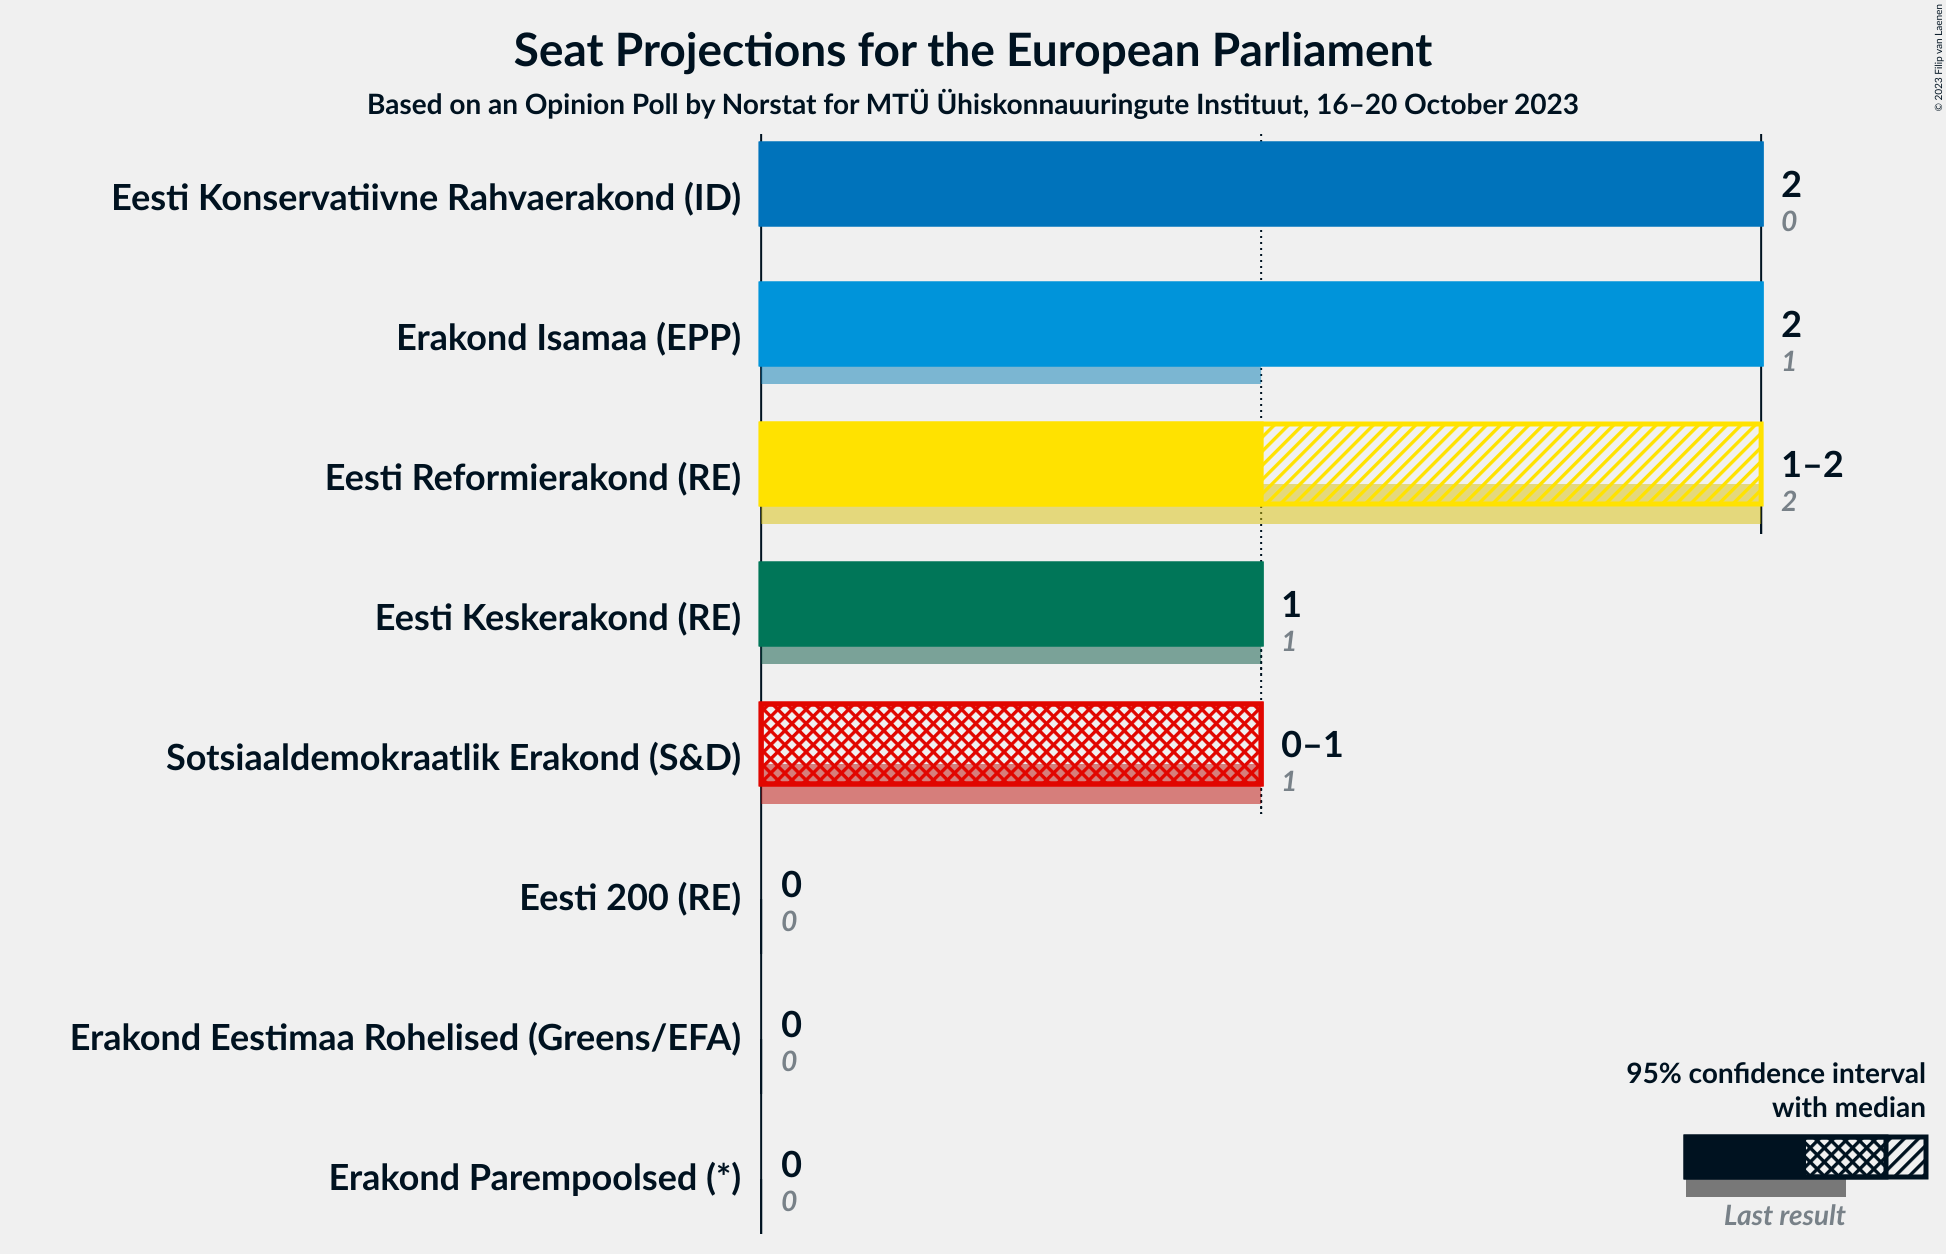 Seat Projections for the European Parliament
Based on an Opinion Poll by Norstat for MTÜ Ühiskonnauuringute Instituut, 16–20 October 2023
© 2023 Filip van Laenen
Eesti Konservatiivne Rahvaerakond (ID)
2
0
Erakond Isamaa (EPP)
2
1
Eesti Reformierakond (RE)
1–2
2
Eesti Keskerakond (RE)
1
1
Sotsiaaldemokraatlik Erakond (S&D)
0–1
1
Eesti 200 (RE)
0
0
Erakond Eestimaa Rohelised (Greens/EFA)
0
0
Erakond Parempoolsed (*)
0
0
95% confidence interval
with median
Last result